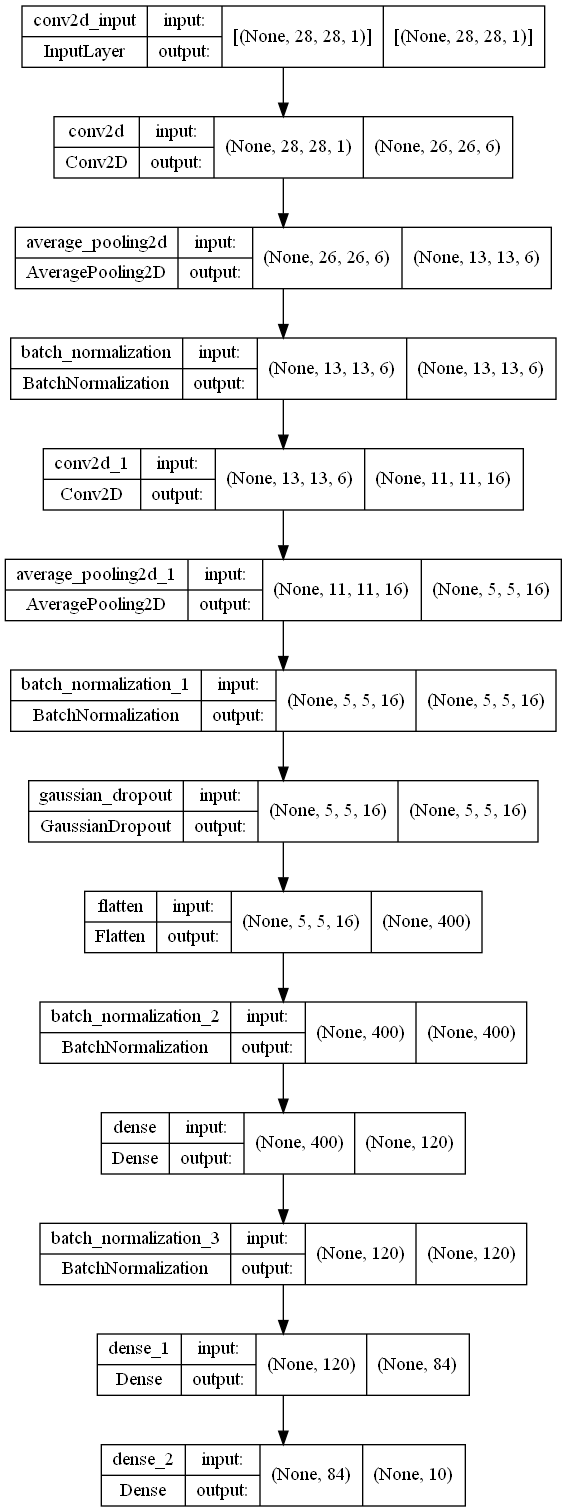 conv2d_input input: [(None, 28, 28, 1)] [(None, 28, 28, 1)]
InputLayer output:
conv2d input: (None, 28, 28, 1) (None, 26, 26, 6)
Conv2D output:
average_pooling2d input: (None, 26, 26, 6) (None, 13, 13, 6)
AveragePooling2D output:
batch_normalization input: (None, 13, 13, 6) (None, 13, 13, 6)
BatchNormalization output:
conv2d_1 input: (None, 13, 13, 6) (None, 11, 11, 16)
Conv2D output:
average_pooling2d_1 input: (None, 11, 11, 16) (None, 5, 5, 16)
AveragePooling2D output:
batch_normalization_1 input: (None, 5, 5, 16) (None, 5, 5, 16)
BatchNormalization output:
gaussian_dropout input: (None, 5, 5, 16) (None, 5, 5, 16)
GaussianDropout output:
flatten input: (None, 5, 5, 16) (None, 400)
Flatten output:
batch_normalization_2 input: (None, 400) (None, 400)
BatchNormalization output:
dense input: (None, 400) (None, 120)
Dense output:
batch_normalization_3 input: (None, 120) (None, 120)
BatchNormalization output:
dense_1 input: (None, 120) (None, 84)
Dense output:
dense_2 input: (None, 84) (None, 10)
Dense output: